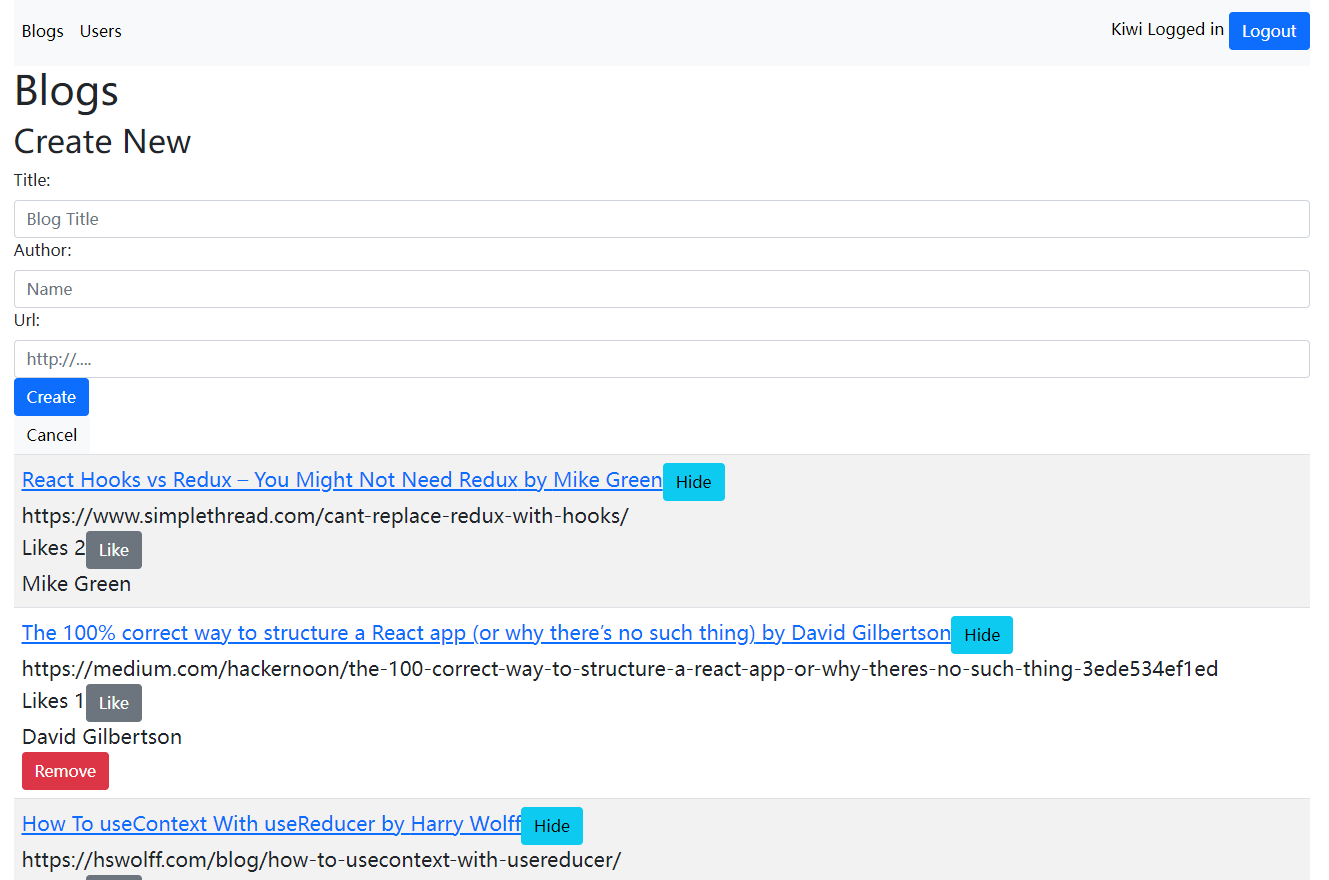 Blogs Users Kiwi Logged in Logout
Blogs
Create New
Title:
Blog Title
Author:
Name
Url:
http://....
Create
Cancel
React Hooks vs Redux – You Might Not Need Redux by Mike Green Hide
https://www.simplethread.com/cant-replace-redux-with-hooks/
Likes 2 Like
Mike Green
The 100% correct way to structure a React app (or why there’s no such thing) by David Gilbertson Hide
https://medium.com/hackernoon/the-100-correct-way-to-structure-a-react-app-or-why-theres-no-such-thing-3ede534ef1ed
Likes 1 Like
David Gilbertson
Remove
How To useContext With useReducer by Harry Wolff Hide
https://hswolff.com/blog/how-to-usecontext-with-usereducer/